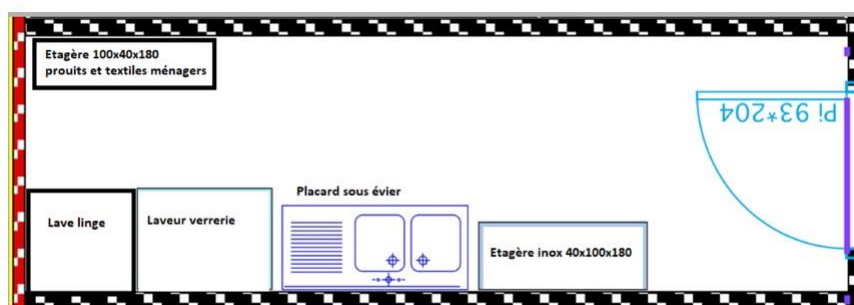 Etagère 100x40x180
prouits et textiles ménagers
Pi 93*204
Placard sous évier
Lave linge
Laveur verrerie
Etagère inox 40x100x180